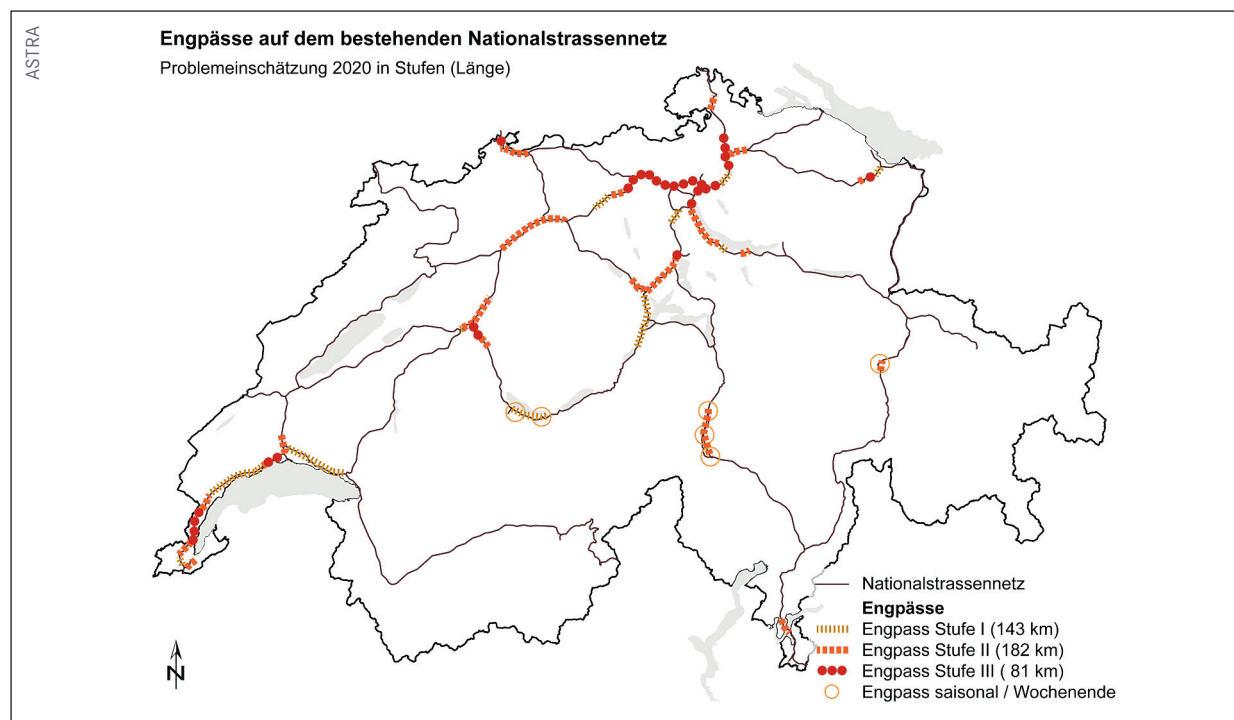 ASTRA
Engpässe auf dem bestehenden Nationalstrassennetz
Problemeinschätzung 2020 in Stufen (Länge)
N
Nationalstrassennetz
Engpässe
Engpass Stufe I (143 km)
Engpass Stufe II (182 km)
Engpass Stufe III ( 81 km)
Engpass saisonal / Wochenende